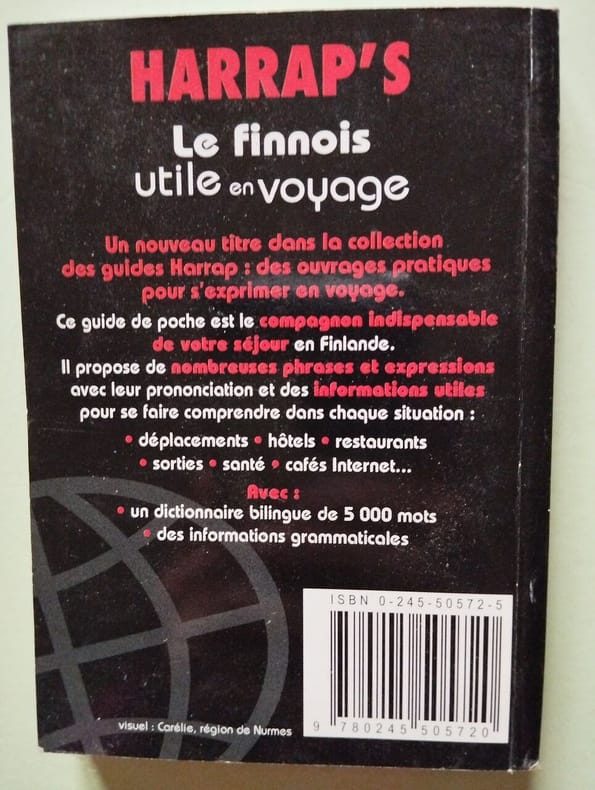 HARRAP'S
Le finnois
utile en voyage
Un nouveau titre dans la collection
des guides Harrap : des ouvrages pratiques
pour s'exprimer en voyage.
Ce guide de poche est le compagnon indispensable
de votre séjour en Finlande.
Il propose de nombreuses phrases et expressions
avec leur prononciation et des informations utiles
pour se faire comprendre dans chaque situation :
• déplacements • hôtels • restaurants
• sorties • santé • cafés Internet...
Avec :
• un dictionnaire bilingue de 5 000 mots
• des informations grammaticales
ISBN 0-245-50572-5
9 780245 505720
visuel : Carélie, région de Nurmes